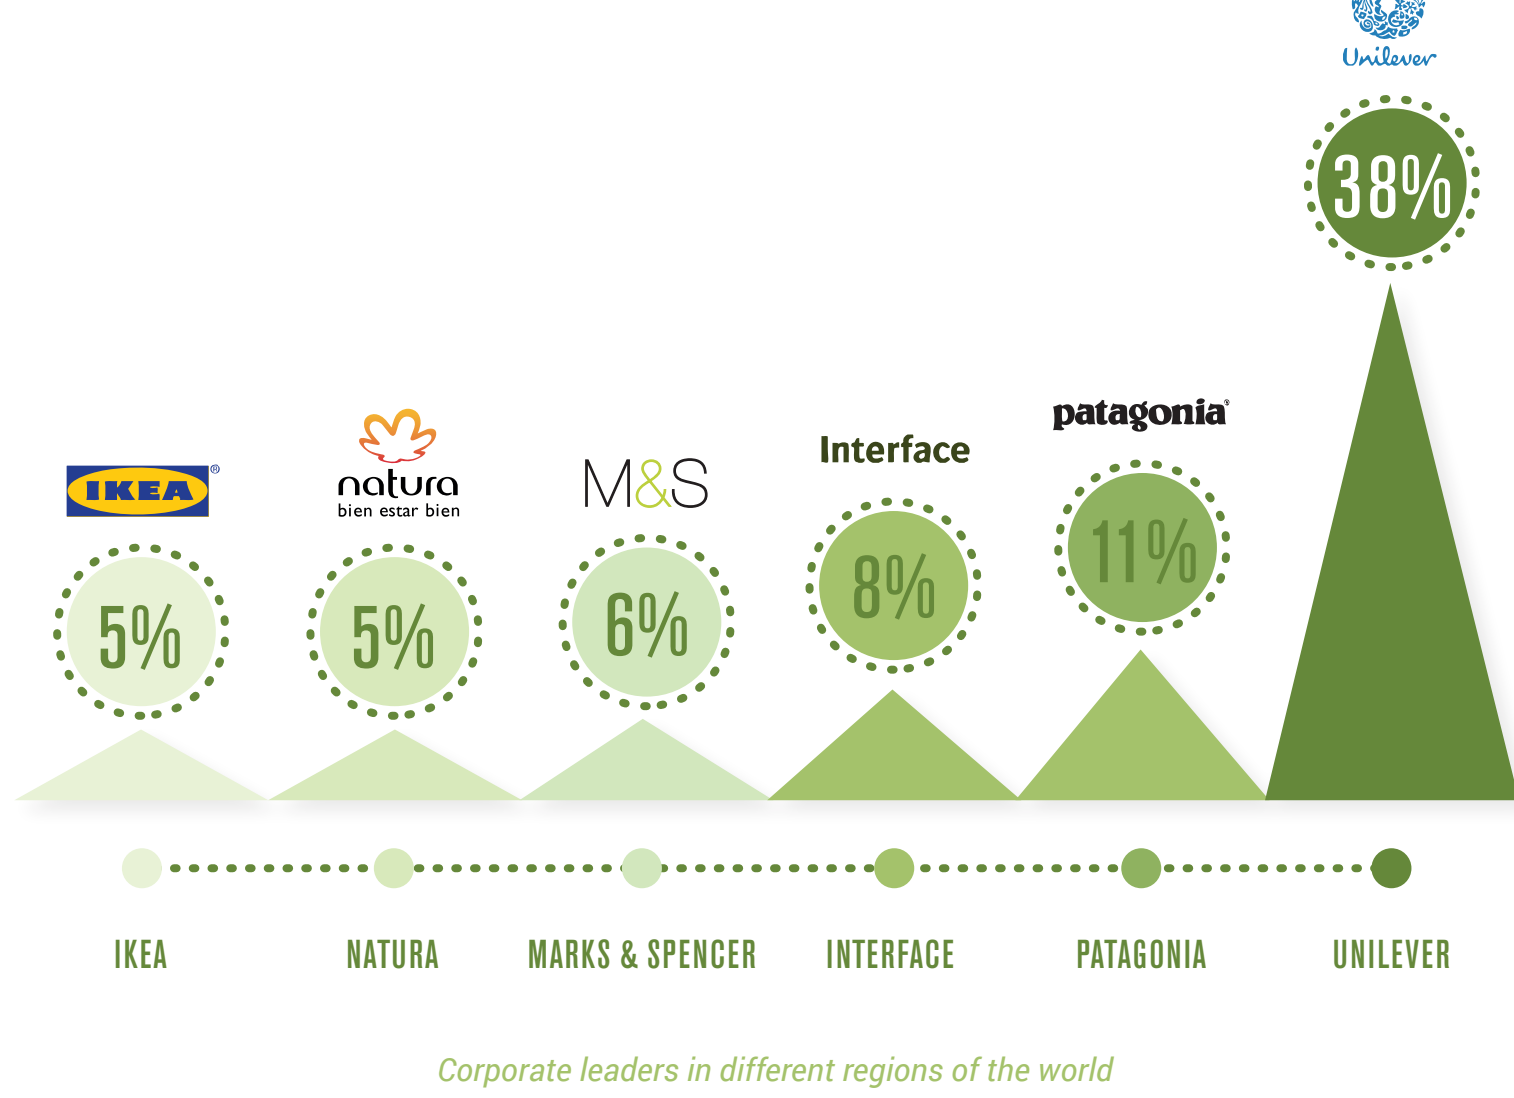 Unilever
38%
patagonia®
Interface
natura
bien estar bien
IKEA®
M&S
5%
5%
6%
8%
11%
IKEA
NATURA
MARKS & SPENCER
INTERFACE
PATAGONIA
UNILEVER
Corporate leaders in different regions of the world